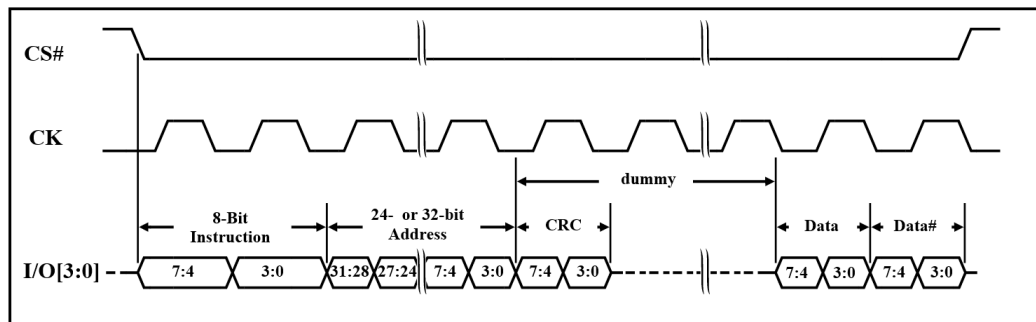 CS#
CK
dummy
8-Bit
Instruction
24- or 32-bit
Address
CRC
Data
Data#
I/O[3:0]
7:4
3:0
31:28
27:24
7:4
3:0
7:4
3:0
7:4
3:0
7:4
3:0